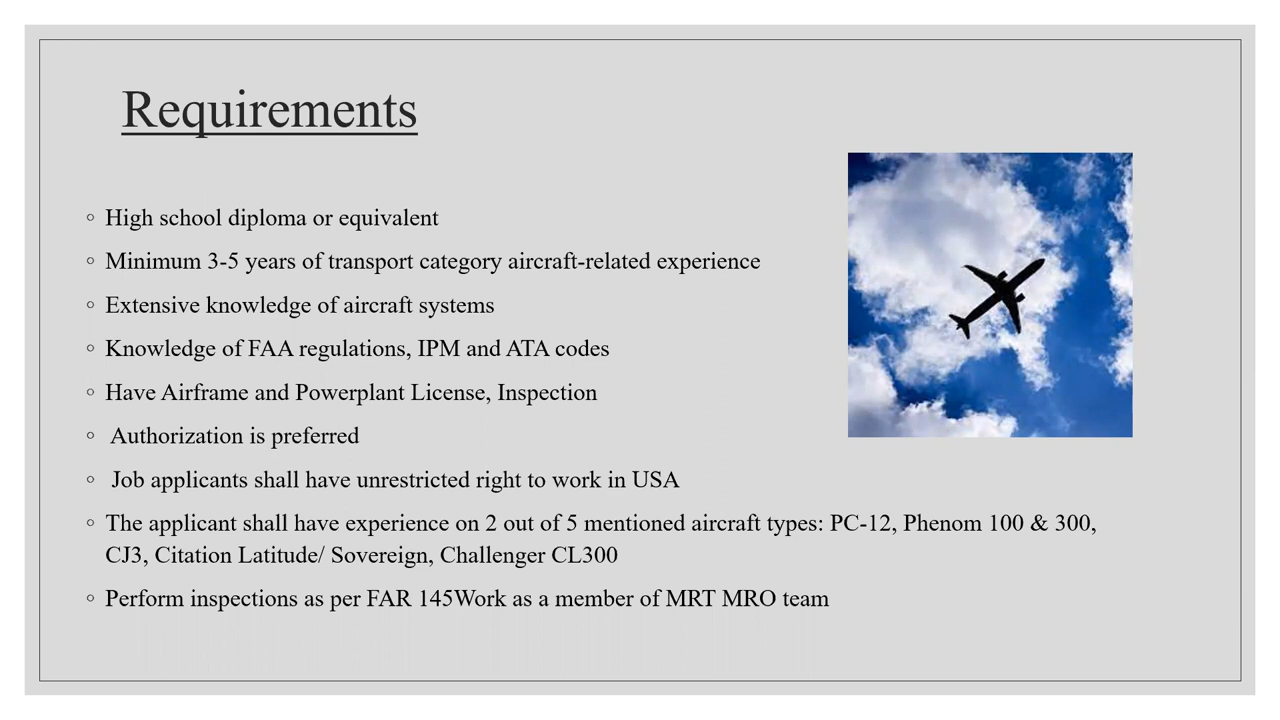 Requirements
◦ High school diploma or equivalent
◦ Minimum 3-5 years of transport category aircraft-related experience
◦ Extensive knowledge of aircraft systems
◦ Knowledge of FAA regulations, IPM and ATA codes
◦ Have Airframe and Powerplant License, Inspection
◦ Authorization is preferred
◦ Job applicants shall have unrestricted right to work in USA
◦ The applicant shall have experience on 2 out of 5 mentioned aircraft types: PC-12, Phenom 100 & 300,
CJ3, Citation Latitude/ Sovereign, Challenger CL300
◦ Perform inspections as per FAR 145Work as a member of MRT MRO team